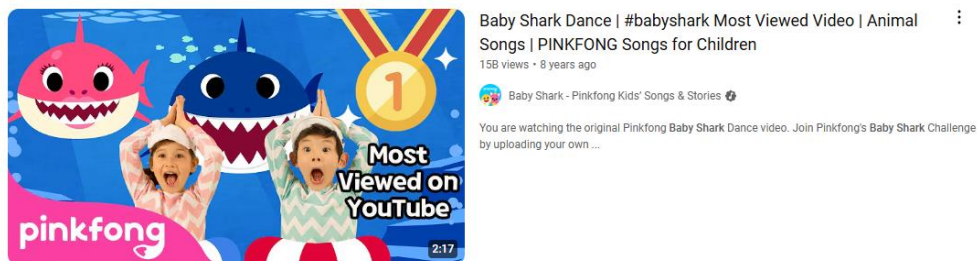 1
Most
Viewed on
YouTube
pinkfong
2:17
Baby Shark Dance | #babyshark Most Viewed Video | Animal
Songs | PINKFONG Songs for Children
15B views • 8 years ago
Baby Shark - Pinkfong Kids' Songs & Stories
You are watching the original Pinkfong Baby Shark Dance video. Join Pinkfong's Baby Shark Challenge
by uploading your own ...